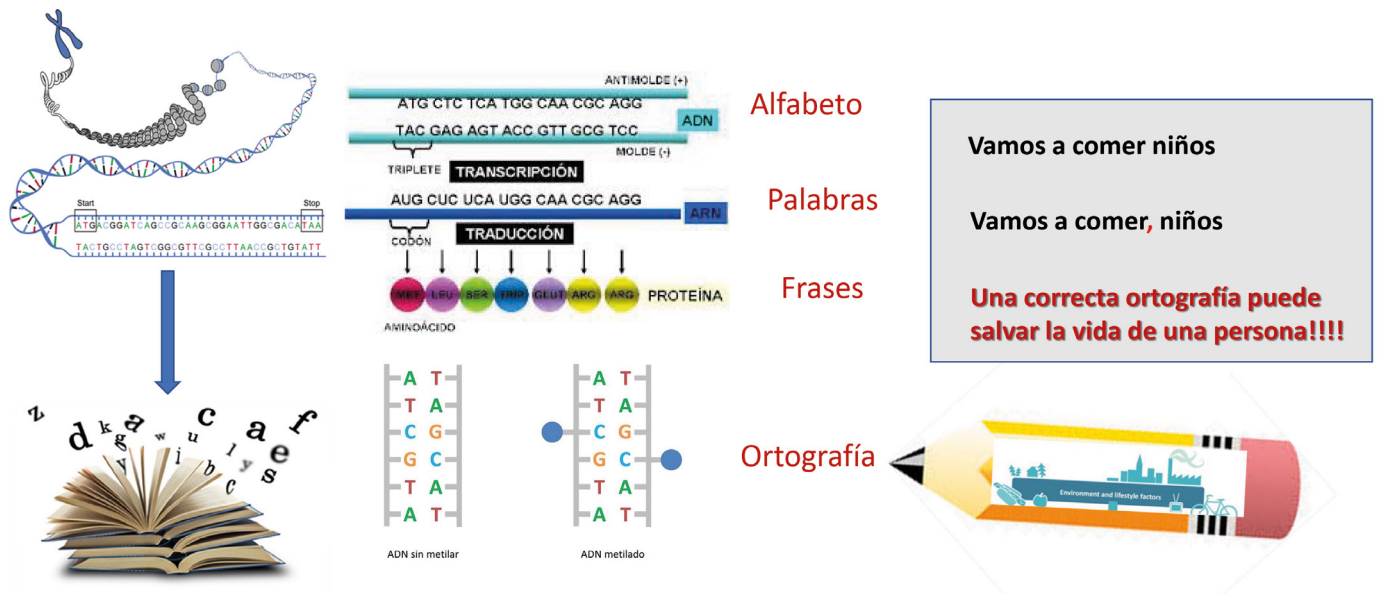 Start
Stop
ATGACGGATCAGCCGCAAGCGGAATTGGCGACATAA
TACTGCCTAGTCGGCGTTCGCCTTAACCGCTGTATT
z
d
k
g
y
a
w
i
u
c
b
l
y
c
a
e
s
f
ANTIMOLDE (+)
ATG CTC TCA TGG CAA CGC AGG
ADN
TAC GAG AGT ACC GTT GCG TCC
MOLDE (-)
TRIPLETE
TRANSCRIPCIÓN
AUG CUC UCA UGG CAA CGC AGG
ARN
CODÓN
TRADUCCIÓN
MET LEU SER TRIP GLUT ARG ARG PROTEÍNA
AMINOÁCIDO
Alfabeto
Palabras
Frases
Ortografía
A T
T A
C G
G C
T A
A T
ADN sin metilar
A T
T A
C G
G C
T A
A T
ADN metilado
Vamos a comer niños
Vamos a comer, niños
Una correcta ortografía puede
salvar la vida de una persona!!!!
Environment and lifestyle factors